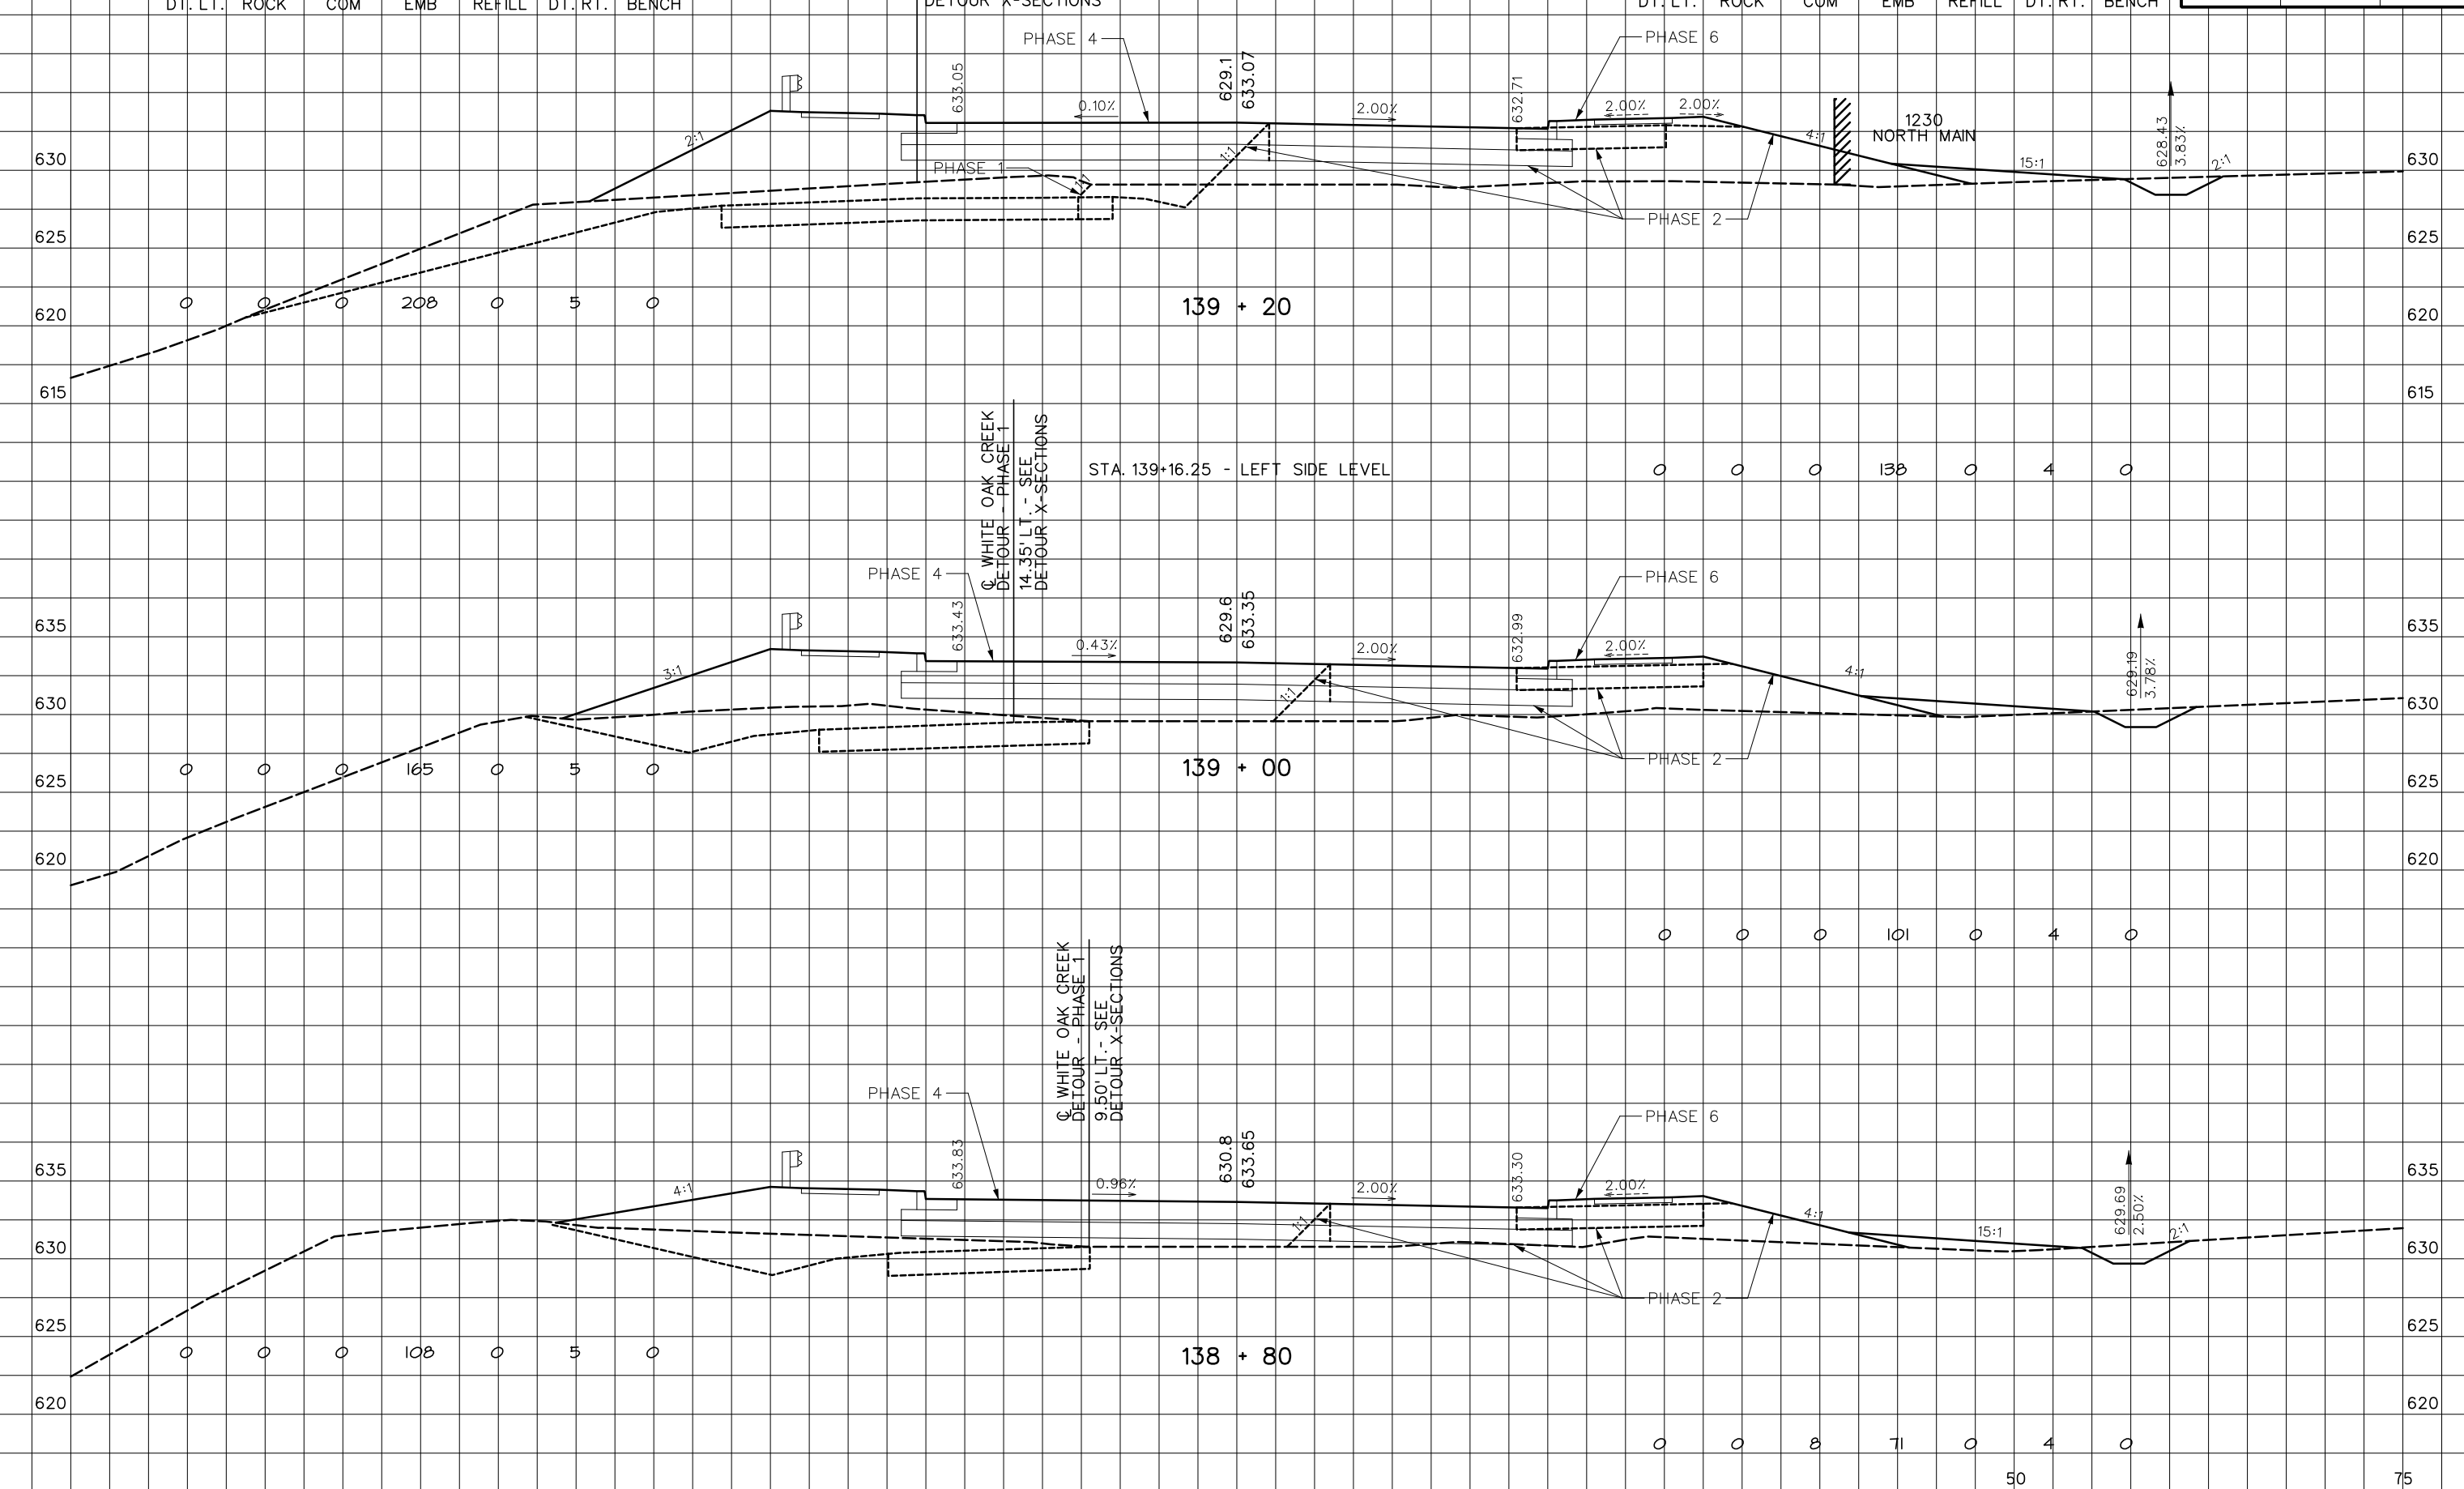 DT. LT. ROCK COM EMB REFILL DT. RT. BENCH
DETOUR X-SECTIONS
DT. LT. ROCK COM EMB REFILL DT. RT. BENCH
PHASE 4
PHASE 6
633.05
629.1
633.07
632.71
0.10%
2.00%
2.00%
2.00%
2:1
4:1
1230
NORTH MAIN
628.43
3.83%
630
PHASE 1
1:1
1:1
15:1
2:1
630
PHASE 2
625
625
0 0 0 208 0 5 0
139 + 20
620
620
615
615
℄ WHITE OAK CREEK
DETOUR - PHASE 1
14.35' LT. - SEE
DETOUR X-SECTIONS
STA. 139+16.25 - LEFT SIDE LEVEL
0 0 0 138 0 4 0
PHASE 4
PHASE 6
633.43
629.6
633.35
632.99
635
635
0.43%
2.00%
2.00%
3:1
4:1
1:1
629.19
3.78%
630
630
PHASE 2
0 0 0 165 0 5 0
139 + 00
625
625
620
620
0 0 0 101 0 4 0
℄ WHITE OAK CREEK
DETOUR - PHASE 1
9.50' LT. - SEE
DETOUR X-SECTIONS
PHASE 4
PHASE 6
633.83
630.8
633.65
633.30
635
635
4:1
0.96%
2.00%
2.00%
4:1
1:1
15:1
629.69
2.50%
2:1
630
630
PHASE 2
625
625
0 0 0 108 0 5 0
138 + 80
620
620
0 0 8 71 0 4 0
50
75